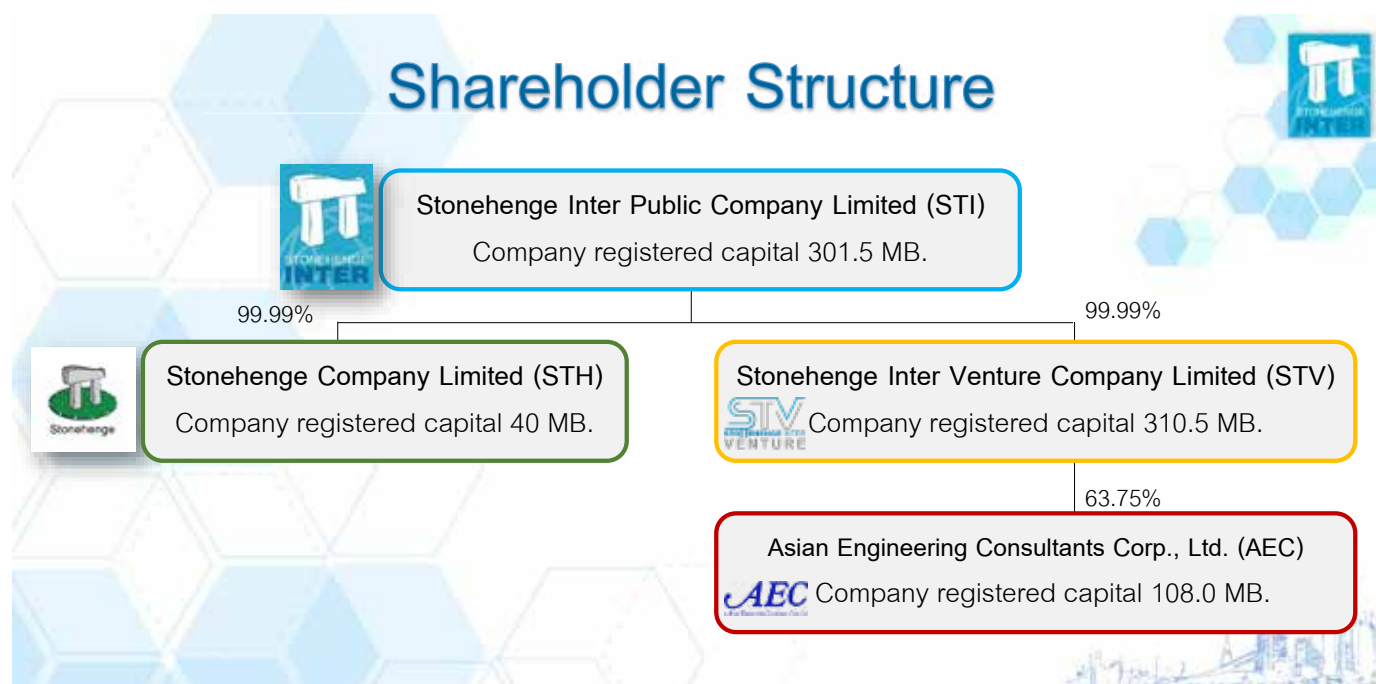 Shareholder Structure
STONEHENGE
INTER
Stonehenge Inter Public Company Limited (STI)
Company registered capital 301.5 MB.
STONEHENGE
INTER
99.99%
99.99%
Stonehenge Company Limited (STH)
Company registered capital 40 MB.
Stonehenge
Stonehenge Inter Venture Company Limited (STV)
STV
VENTURE
Company registered capital 310.5 MB.
63.75%
Asian Engineering Consultants Corp., Ltd. (AEC)
AEC
Company registered capital 108.0 MB.